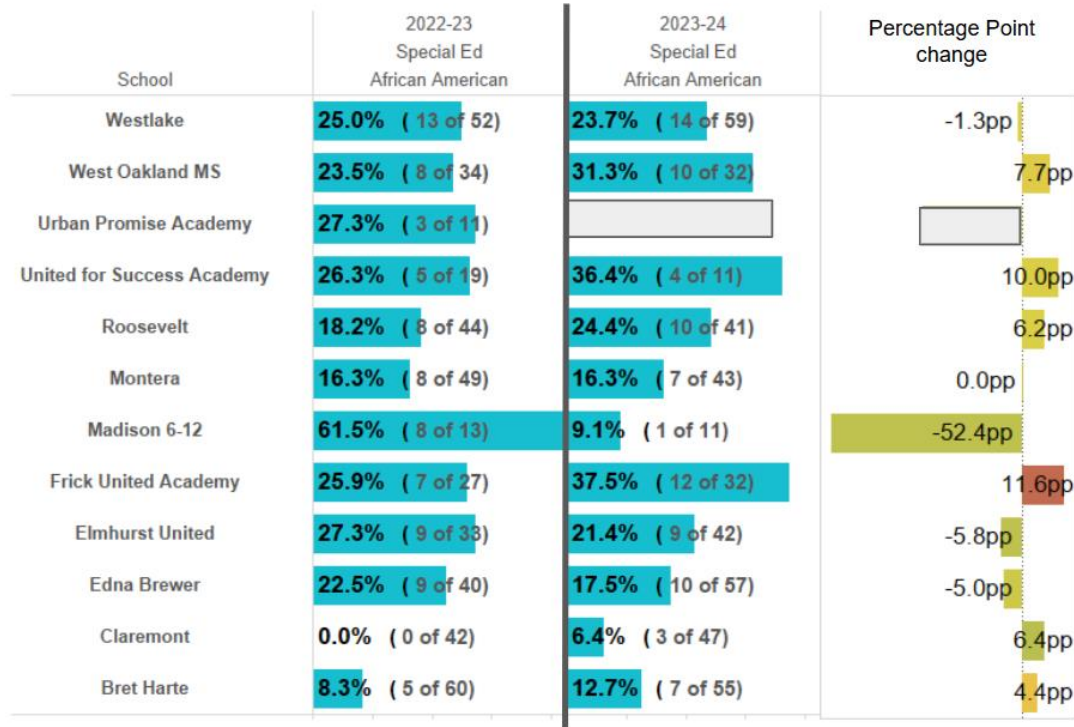 2022-23
Special Ed
African American
2023-24
Special Ed
African American
Percentage Point
change
School
Westlake 25.0% ( 13 of 52) 23.7% ( 14 of 59) -1.3pp
West Oakland MS 23.5% ( 8 of 34) 31.3% ( 10 of 32) 7.7pp
Urban Promise Academy 27.3% ( 3 of 11)
United for Success Academy 26.3% ( 5 of 19) 36.4% ( 4 of 11) 10.0pp
Roosevelt 18.2% ( 8 of 44) 24.4% ( 10 of 41) 6.2pp
Montera 16.3% ( 8 of 49) 16.3% ( 7 of 43) 0.0pp
Madison 6-12 61.5% ( 8 of 13) 9.1% ( 1 of 11) -52.4pp
Frick United Academy 25.9% ( 7 of 27) 37.5% ( 12 of 32) 11.6pp
Elmhurst United 27.3% ( 9 of 33) 21.4% ( 9 of 42) -5.8pp
Edna Brewer 22.5% ( 9 of 40) 17.5% ( 10 of 57) -5.0pp
Claremont 0.0% ( 0 of 42) 6.4% ( 3 of 47) 6.4pp
Bret Harte 8.3% ( 5 of 60) 12.7% ( 7 of 55) 4.4pp